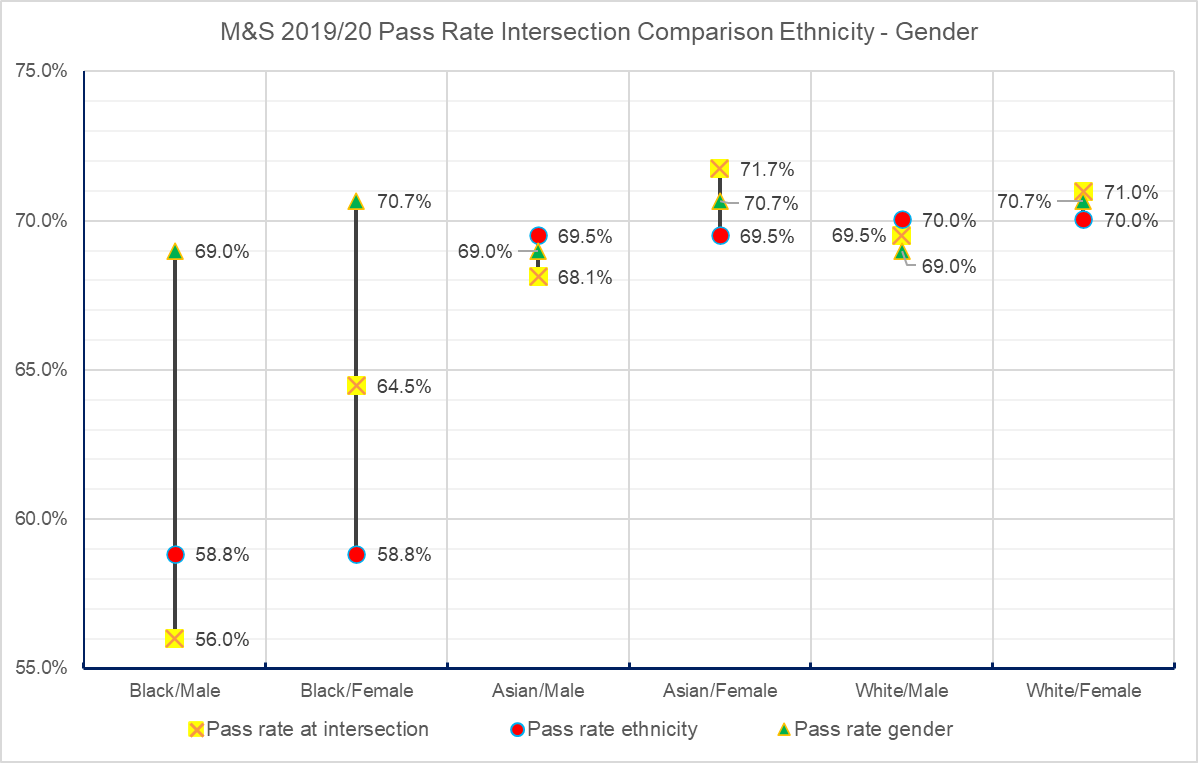 M&S 2019/20 Pass Rate Intersection Comparison Ethnicity - Gender
75.0%
70.0%
65.0%
60.0%
55.0%
69.0%
58.8%
56.0%
70.7%
64.5%
58.8%
69.5%
69.0%
68.1%
71.7%
70.7%
69.5%
70.0%
69.5%
69.0%
71.0%
70.7%
70.0%
Black/Male
Black/Female
Asian/Male
Asian/Female
White/Male
White/Female
Pass rate at intersection
Pass rate ethnicity
Pass rate gender